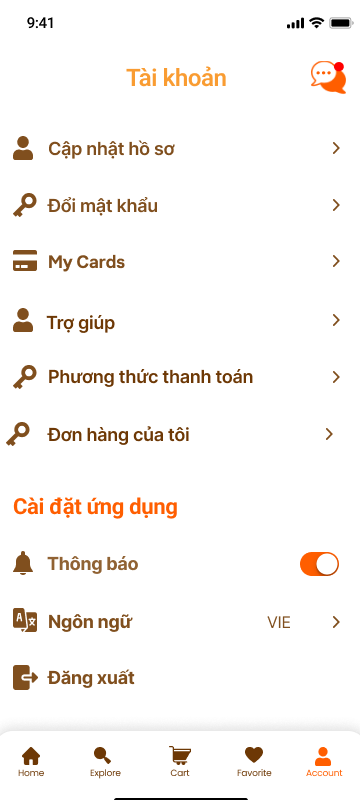 9:41
Tài khoản
Cập nhật hồ sơ
Đổi mật khẩu
My Cards
Trợ giúp
Phương thức thanh toán
Đơn hàng của tôi
Cài đặt ứng dụng
Thông báo
Ngôn ngữ VIE
Đăng xuất
Home Explore Cart Favorite Account